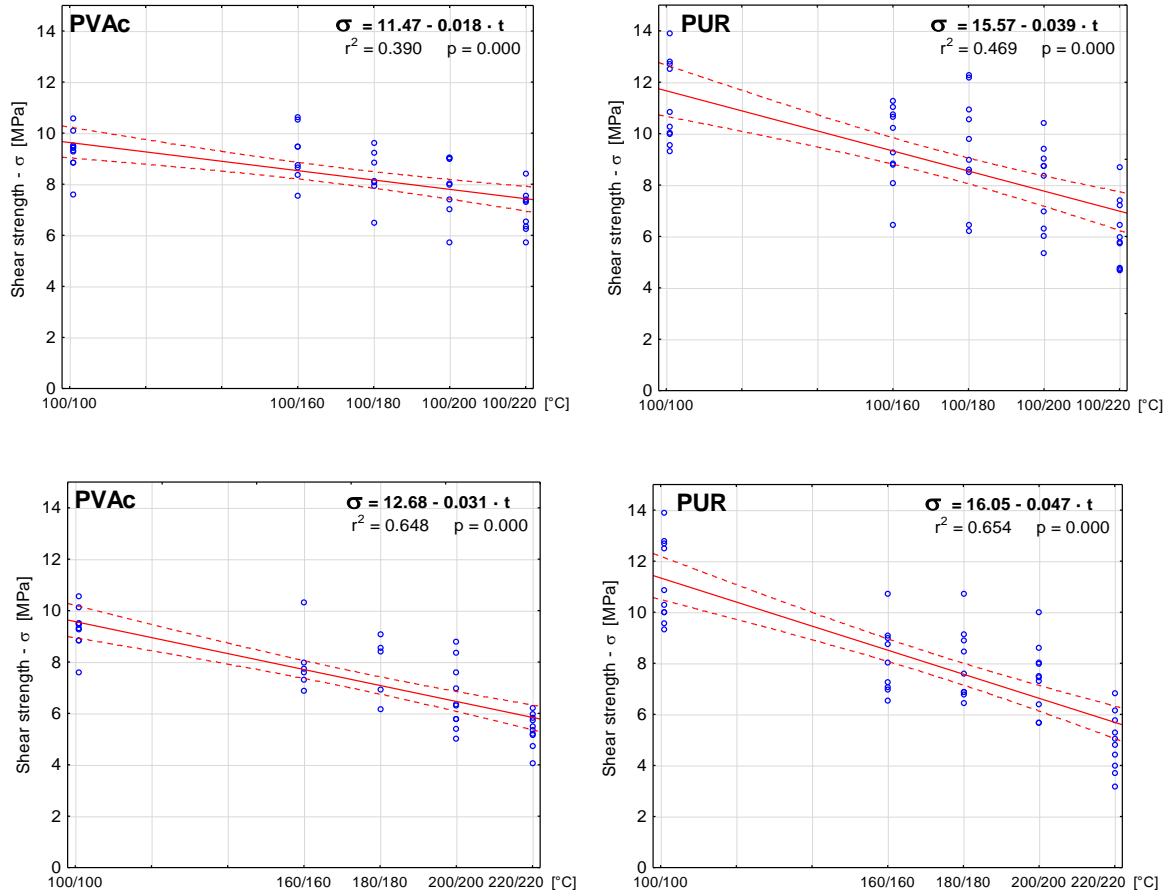 PVAc
σ = 11.47 - 0.018 · t
r² = 0.390 p = 0.000
Shear strength - σ [MPa]
14
12
10
8
6
4
2
0
100/100 100/160 100/180 100/200 100/220 [°C]
PUR
σ = 15.57 - 0.039 · t
r² = 0.469 p = 0.000
Shear strength - σ [MPa]
14
12
10
8
6
4
2
0
100/100 100/160 100/180 100/200 100/220 [°C]
PVAc
σ = 12.68 - 0.031 · t
r² = 0.648 p = 0.000
Shear strength - σ [MPa]
14
12
10
8
6
4
2
0
100/100 160/160 180/180 200/200 220/220 [°C]
PUR
σ = 16.05 - 0.047 · t
r² = 0.654 p = 0.000
Shear strength - σ [MPa]
14
12
10
8
6
4
2
0
100/100 160/160 180/180 200/200 220/220 [°C]